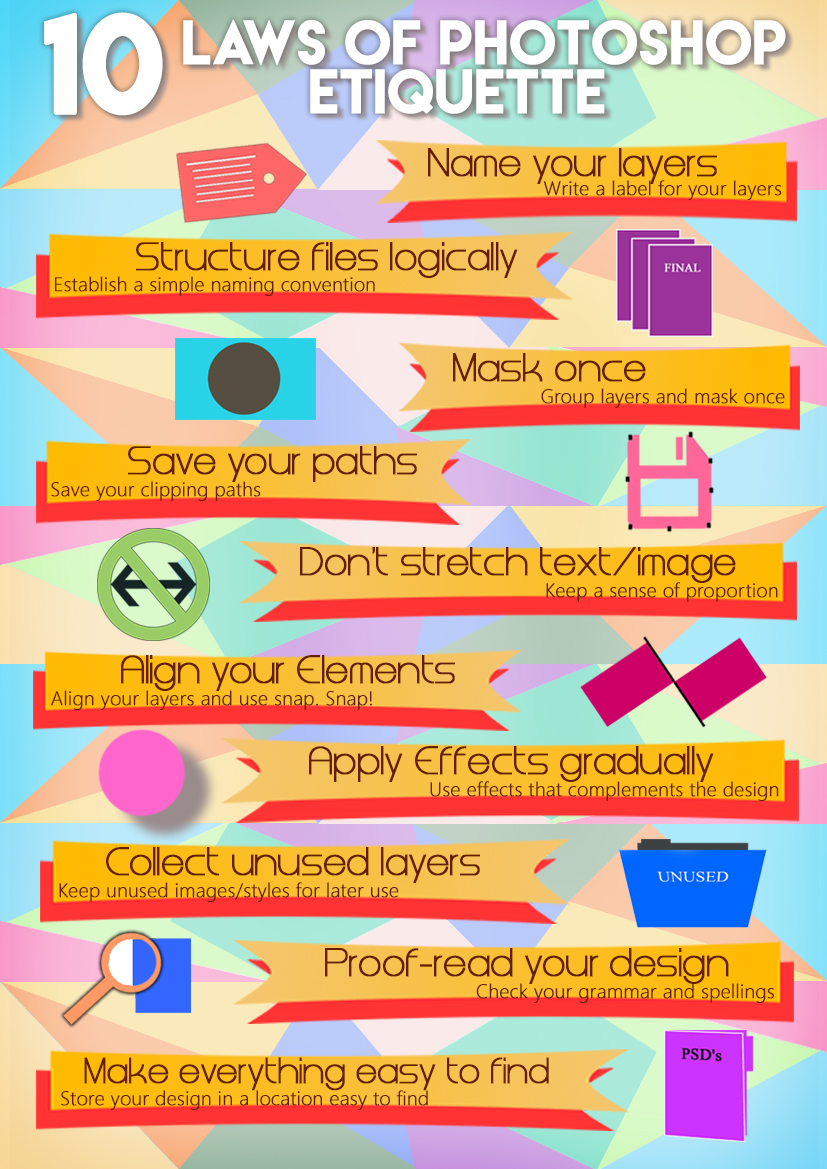 10 LAWS OF PHOTOSHOP
ETIQUETTE
Name your layers
Write a label for your layers
Structure files logically
Establish a simple naming convention
FINAL
Mask once
Group layers and mask once
Save your paths
Save your clipping paths
Don't stretch text/image
Keep a sense of proportion
Align your Elements
Align your layers and use snap. Snap!
Apply Effects gradually
Use effects that complements the design
Collect unused layers
Keep unused images/styles for later use
UNUSED
Proof-read your design
Check your grammar and spellings
Make everything easy to find
Store your design in a location easy to find
PSD's